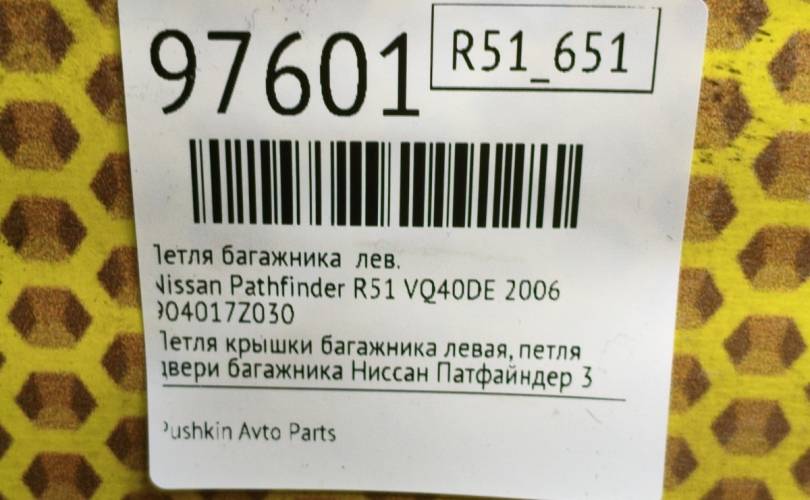 97601
R51_651
Петля багажника лев.
Nissan Pathfinder R51 VQ40DE 2006
904017Z030
Петля крышки багажника левая, петля
двери багажника Ниссан Патфайндер 3
Pushkin Avto Parts